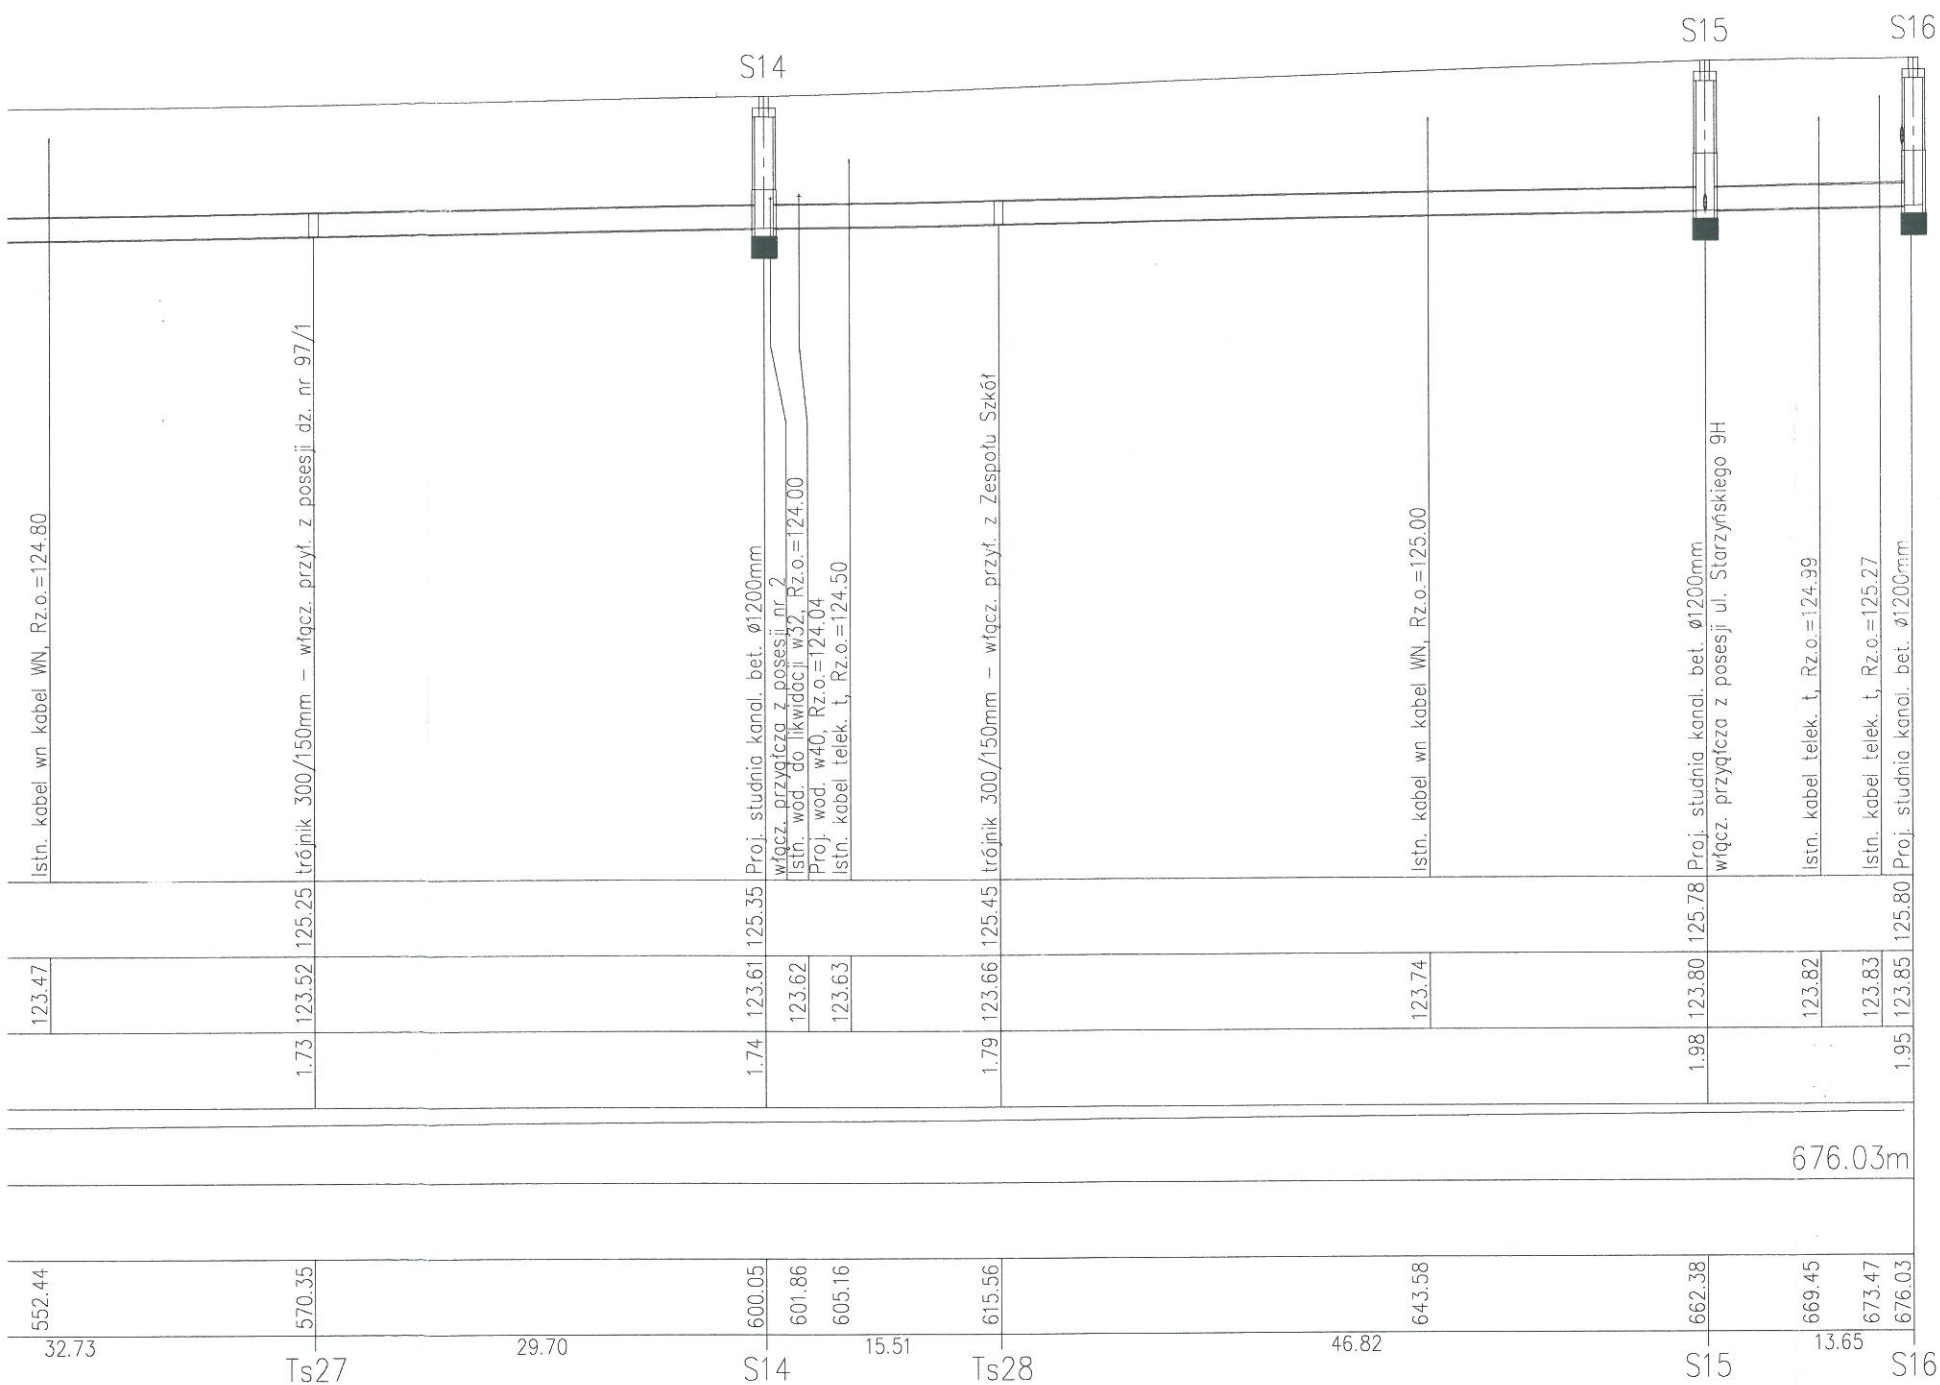 S14
S15
S16
Istn. kabel wn kabel WN, Rz.o.=124.80
trójnik 300/150mm – włącz. przył. z posesji dz. nr 97/1
Proj. studnia kanal. bet. ø1200mm
włącz. przyątcza z posesji nr 2
Istn. wod. do likwidacji w32, Rz.o.=124.00
Proj. wod. w40, Rz.o.=124.04
Istn. kabel telek. t, Rz.o.=124.50
trójnik 300/150mm – włącz. przył. z Zespołu Szkół
Istn. kabel wn kabel WN, Rz.o.=125.00
Proj. studnia kanal. bet. ø1200mm
włącz. przyątcza z posesji ul. Starzyńskiego 9H
Istn. kabel telek. t, Rz.o.=124.99
Istn. kabel telek. t, Rz.o.=125.27
Proj. studnia kanal. bet. ø1200mm
125.25
125.35
125.45
125.78
125.80
123.47
123.52
123.61
123.62
123.63
123.66
123.74
123.80
123.82
123.83
123.85
1.73
1.74
1.79
1.98
1.95
676.03m
552.44
570.35
600.05
601.86
605.16
615.56
643.58
662.38
669.45
673.47
676.03
32.73
29.70
15.51
46.82
13.65
Ts27
S14
Ts28
S15
S16